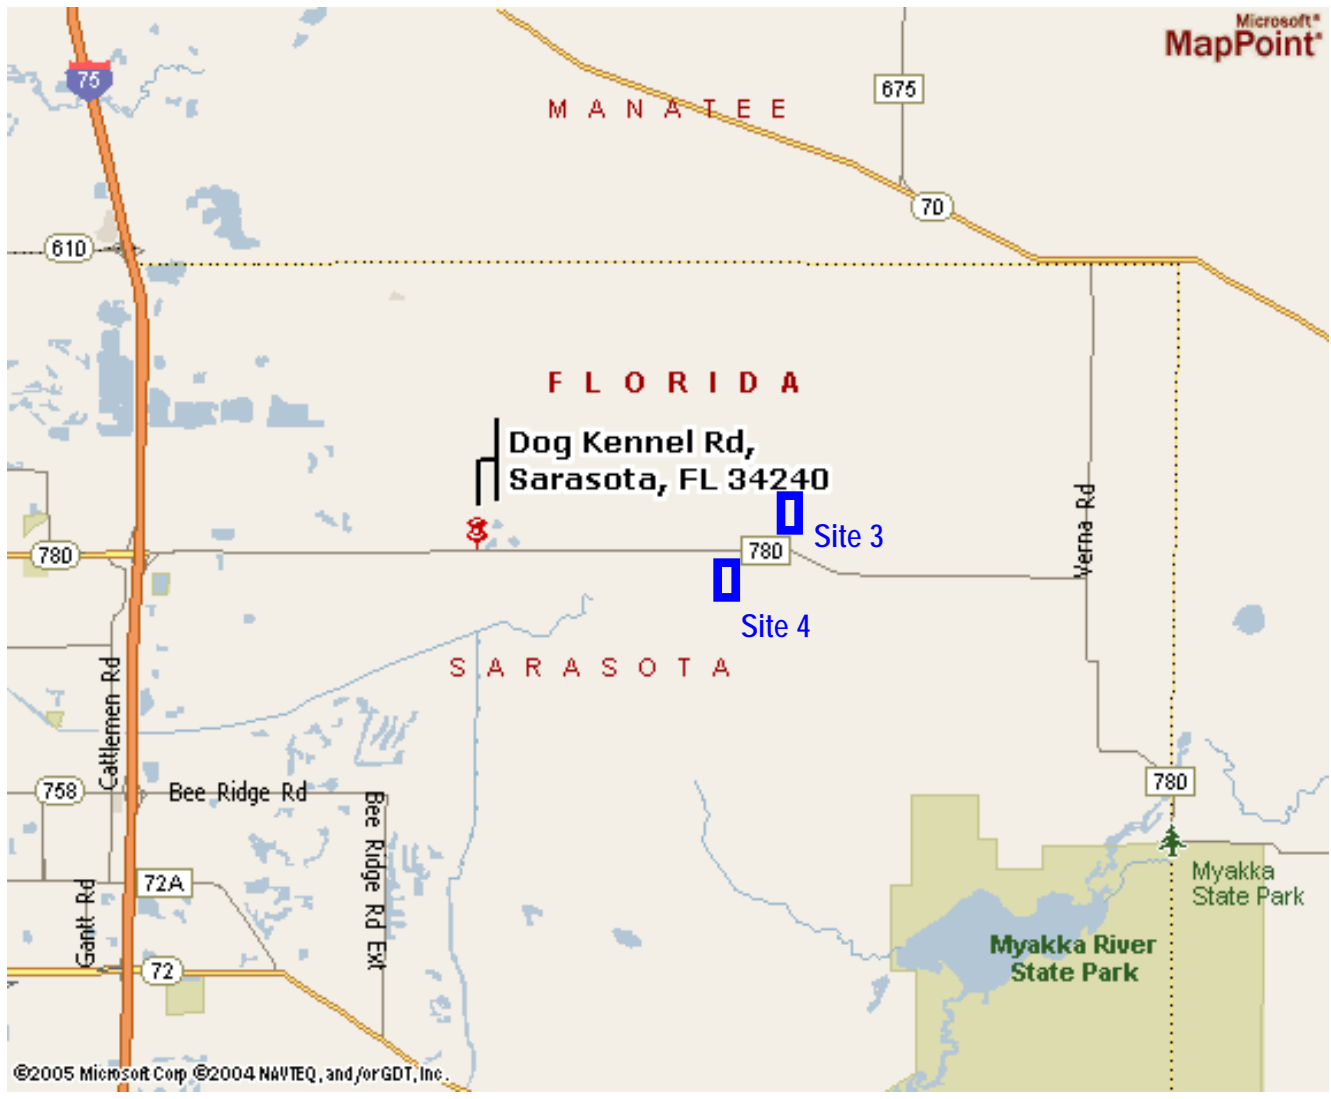 Microsoft®
MapPoint®
75
MANATEE
675
70
610
FLORIDA
Dog Kennel Rd,
Sarasota, FL 34240
Site 3
780
780
Verna Rd
Site 4
SARASOTA
Cattlemen Rd
758
Bee Ridge Rd
780
Bee Ridge Rd Ext
72A
Gantt Rd
Myakka
State Park
Myakka River
State Park
72
©2005 Microsoft Corp ©2004 NAVTEQ, and/or GDT, Inc.